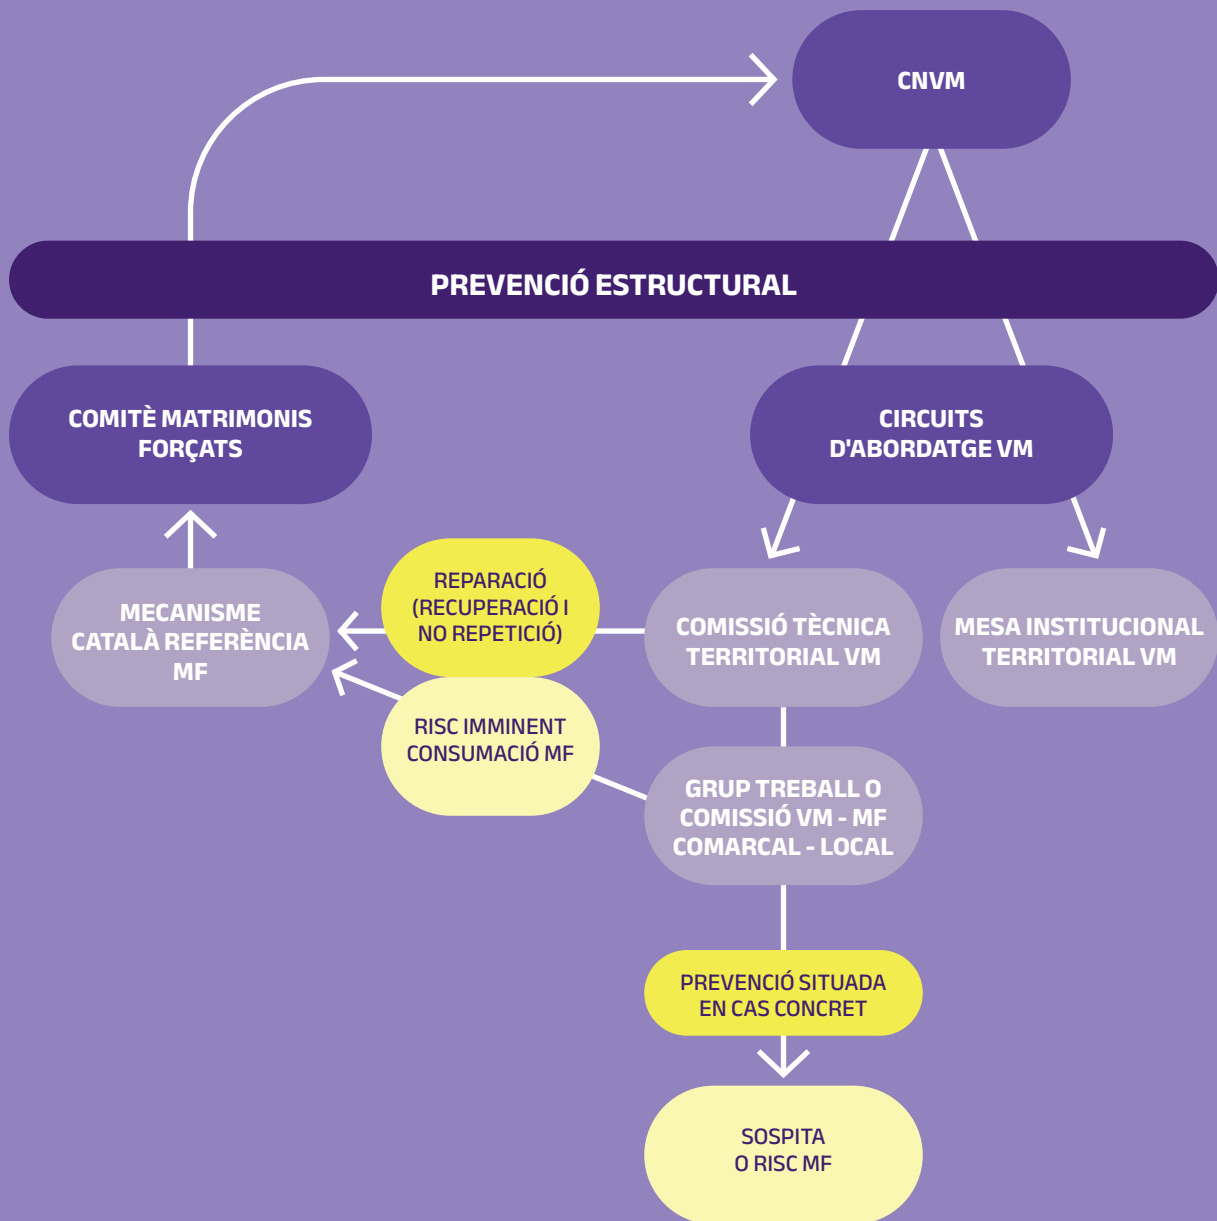 CNVM
PREVENCIÓ ESTRUCTURAL
COMITÈ MATRIMONIS
FORÇATS
CIRCUITS
D'ABORDATGE VM
MECANISME
CATALÀ REFERÈNCIA
MF
REPARACIÓ
(RECUPERACIÓ I
NO REPETICIÓ)
COMISSIÓ TÈCNICA
TERRITORIAL VM
MESA INSTITUCIONAL
TERRITORIAL VM
RISC IMMINENT
CONSUMACIÓ MF
GRUP TREBALL O
COMISSIÓ VM - MF
COMARCAL - LOCAL
PREVENCIÓ SITUADA
EN CAS CONCRET
SOSPITA
O RISC MF